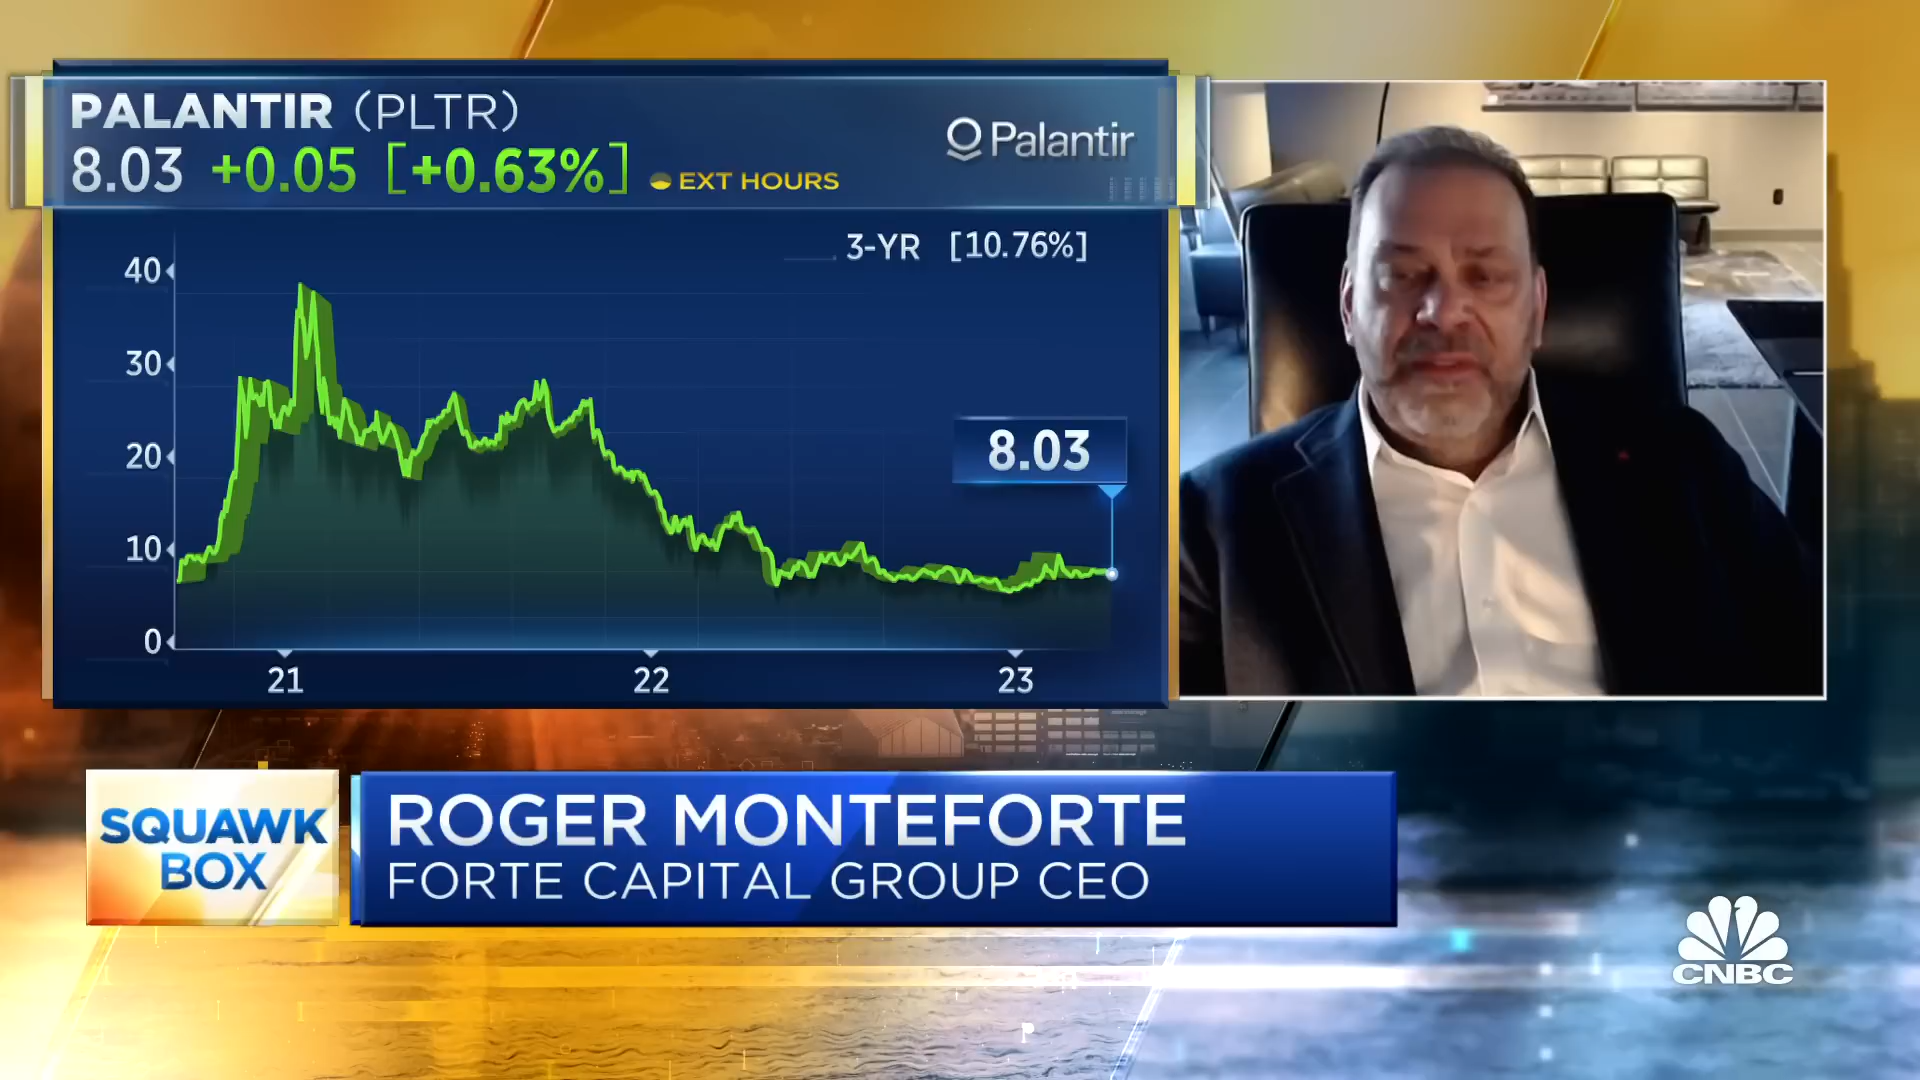 PALANTIR (PLTR)
8.03 +0.05 [+0.63%] EXT HOURS
Palantir
3-YR [10.76%]
40
30
20
10
0
8.03
21 22 23
SQUAWK
BOX
ROGER MONTEFORTE
FORTE CAPITAL GROUP CEO
CNBC